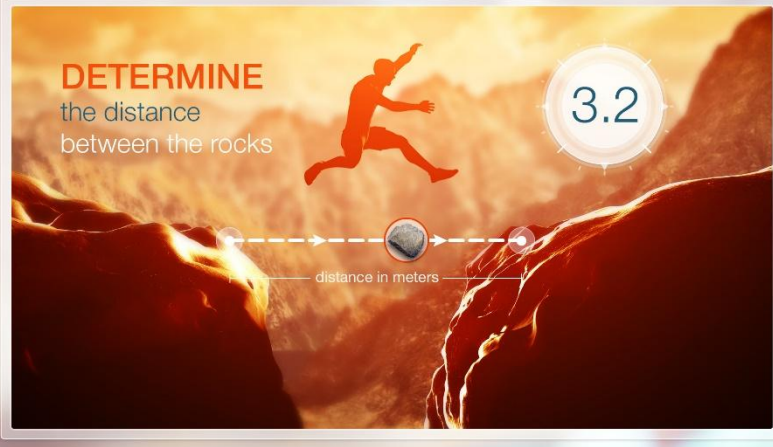 DETERMINE
the distance
between the rocks
3.2
distance in meters